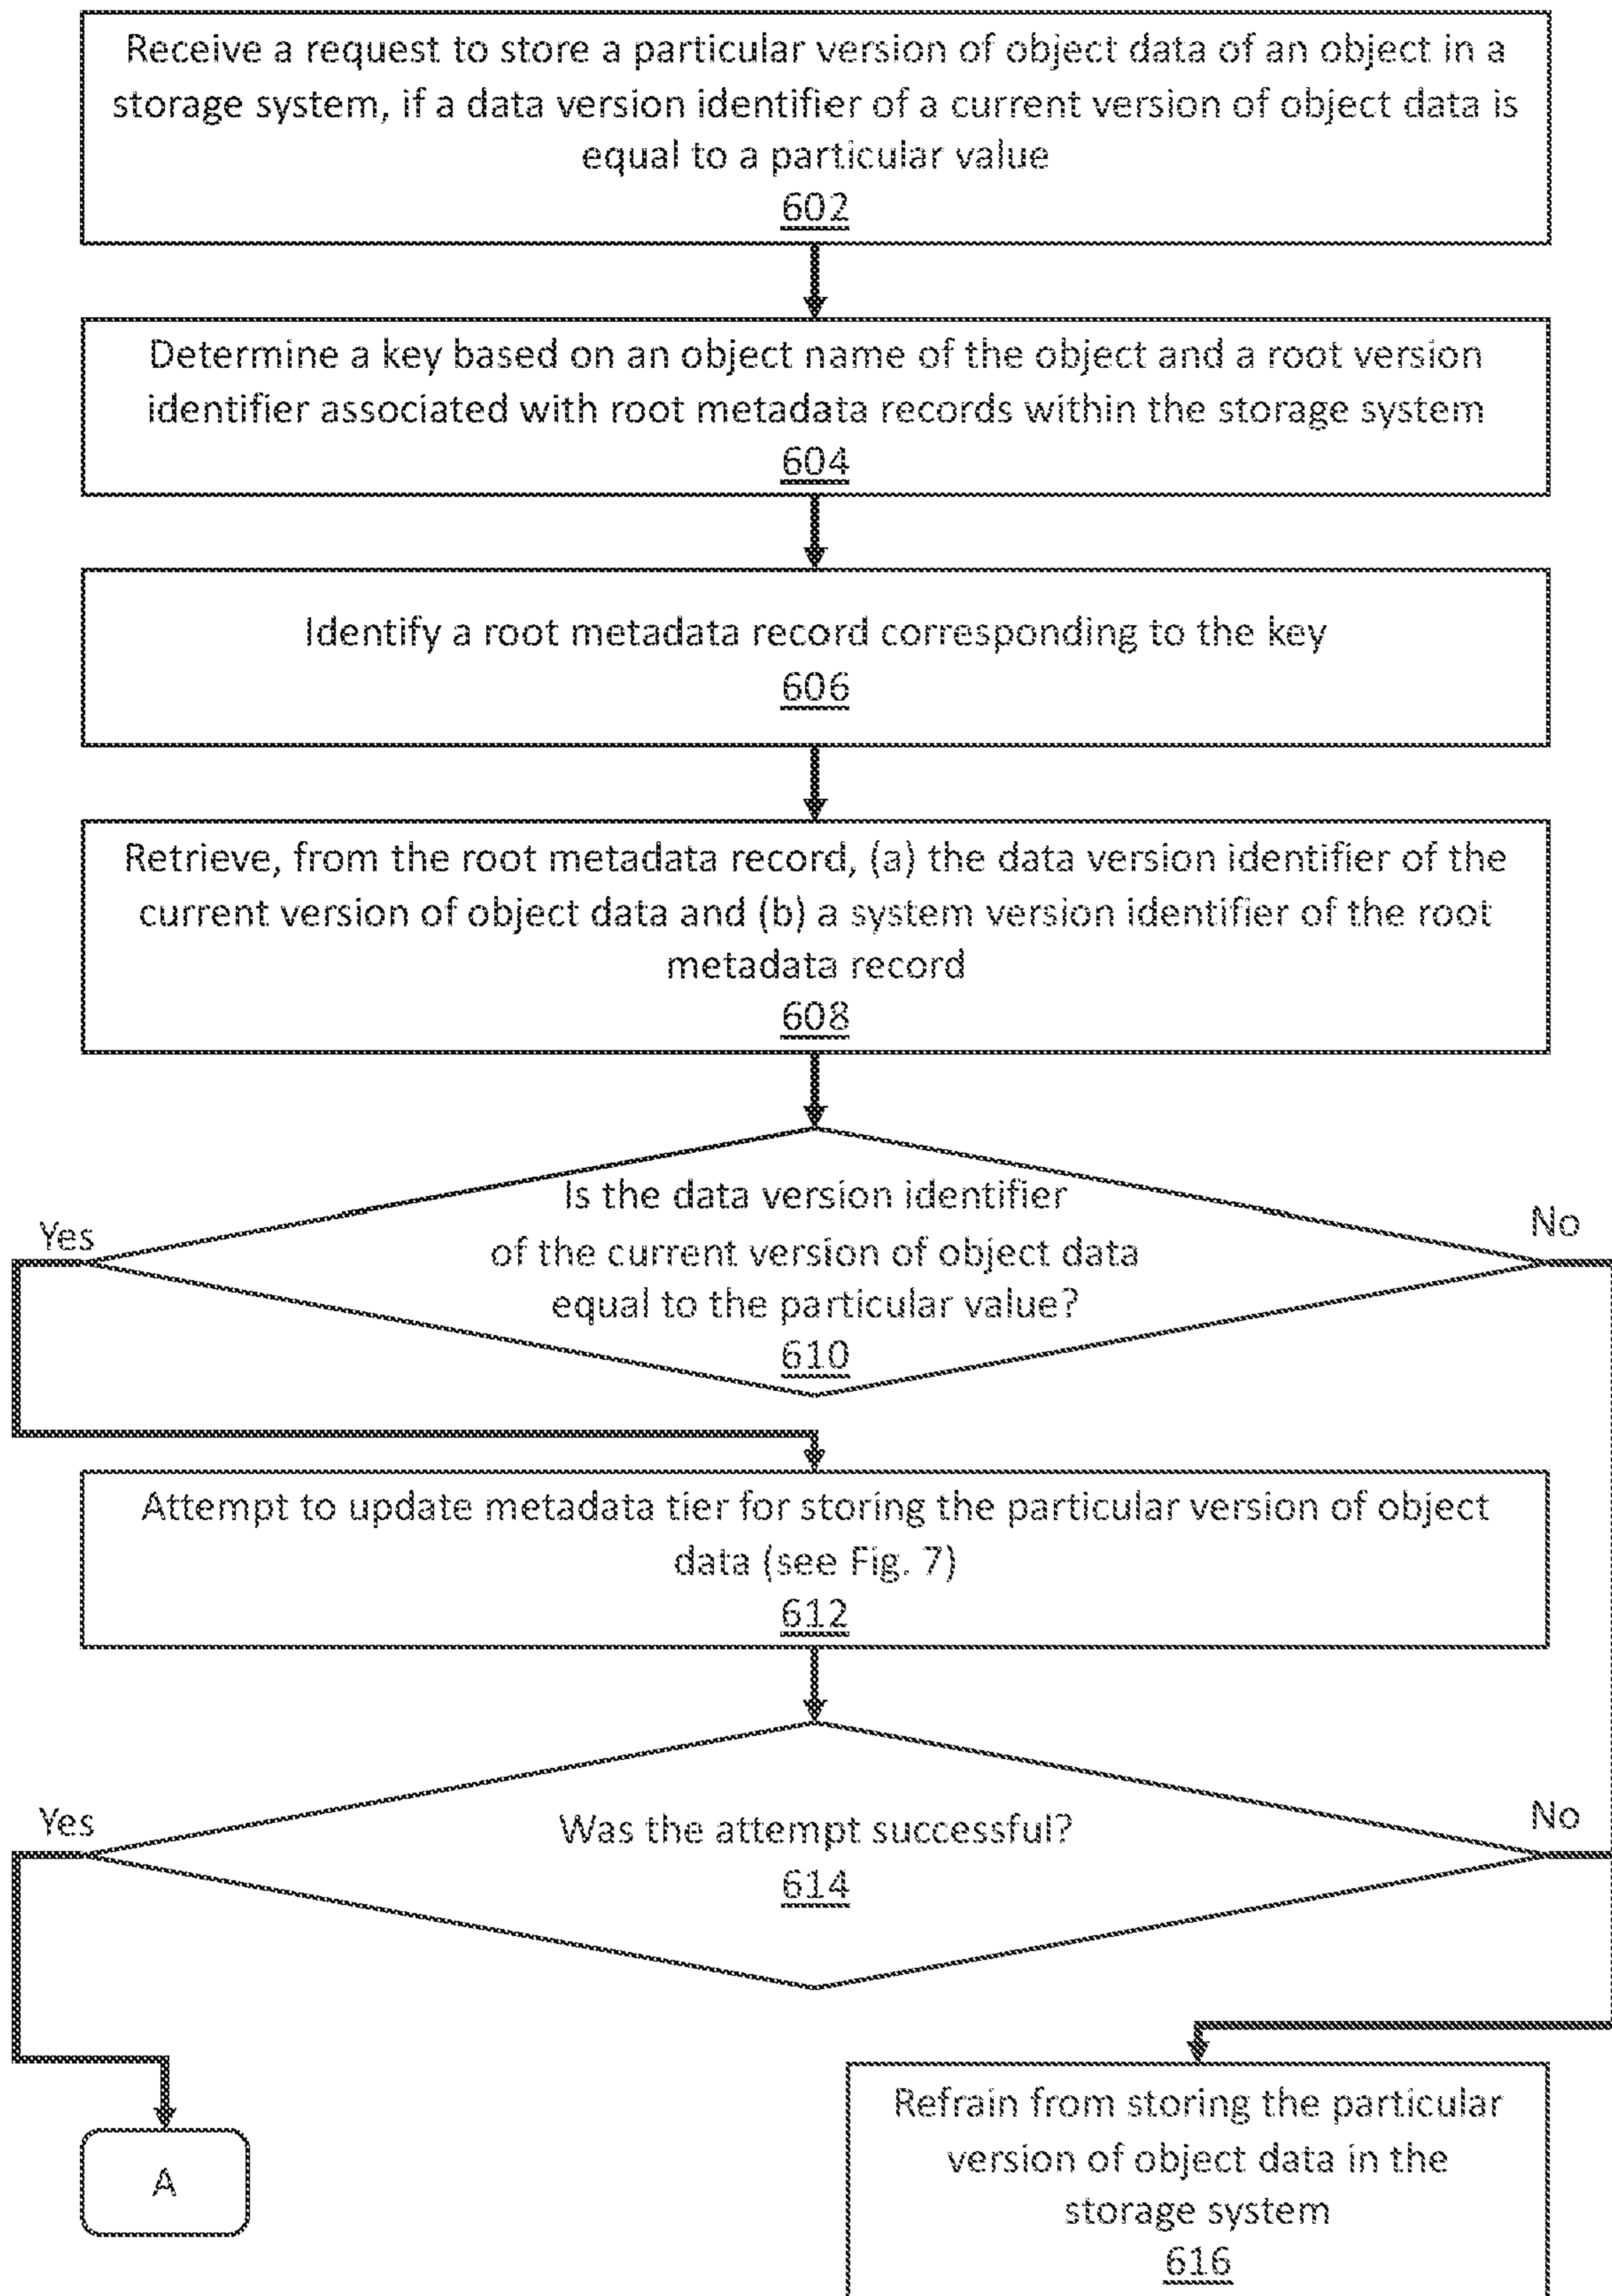 Receive a request to store a particular version of object data of an object in a
storage system, if a data version identifier of a current version of object data is
equal to a particular value
602
Determine a key based on an object name of the object and a root version
identifier associated with root metadata records within the storage system
604
Identify a root metadata record corresponding to the key
606
Retrieve, from the root metadata record, (a) the data version identifier of the
current version of object data and (b) a system version identifier of the root
metadata record
608
Is the data version identifier
of the current version of object data
equal to the particular value?
610
Yes
No
Attempt to update metadata tier for storing the particular version of object
data (see Fig. 7)
612
Was the attempt successful?
614
Yes
No
A
Refrain from storing the particular
version of object data in the
storage system
616